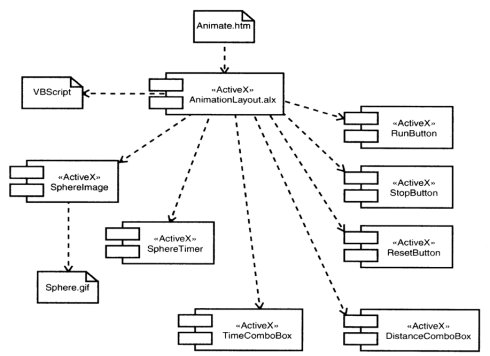 Animate.htm
VBScript
«ActiveX»
AnimationLayout.alx
«ActiveX»
RunButton
«ActiveX»
SphereImage
«ActiveX»
StopButton
«ActiveX»
SphereTimer
«ActiveX»
ResetButton
Sphere.gif
«ActiveX»
TimeComboBox
«ActiveX»
DistanceComboBox